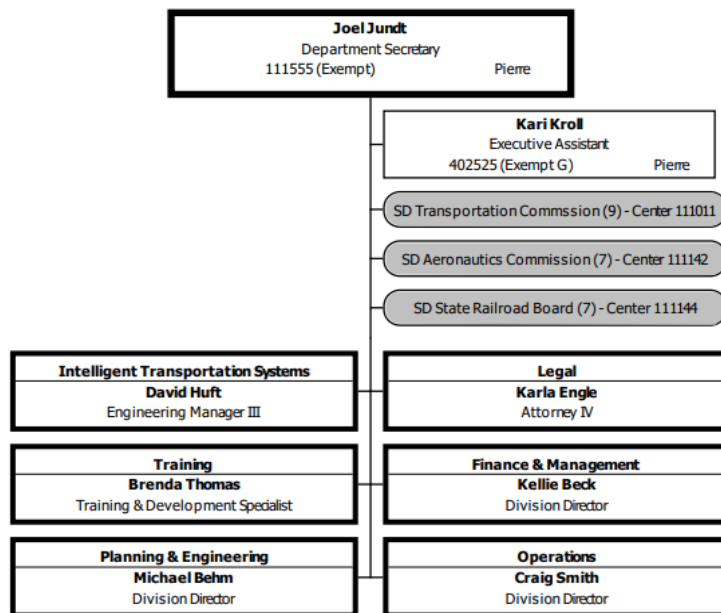 Joel Jundt
Department Secretary
111555 (Exempt) Pierre
Kari Kroll
Executive Assistant
402525 (Exempt G) Pierre
SD Transportation Commssion (9) - Center 111011
SD Aeronautics Commission (7) - Center 111142
SD State Railroad Board (7) - Center 111144
Intelligent Transportation Systems
David Huft
Engineering Manager III
Legal
Karla Engle
Attorney IV
Training
Brenda Thomas
Training & Development Specialist
Finance & Management
Kellie Beck
Division Director
Planning & Engineering
Michael Behm
Division Director
Operations
Craig Smith
Division Director